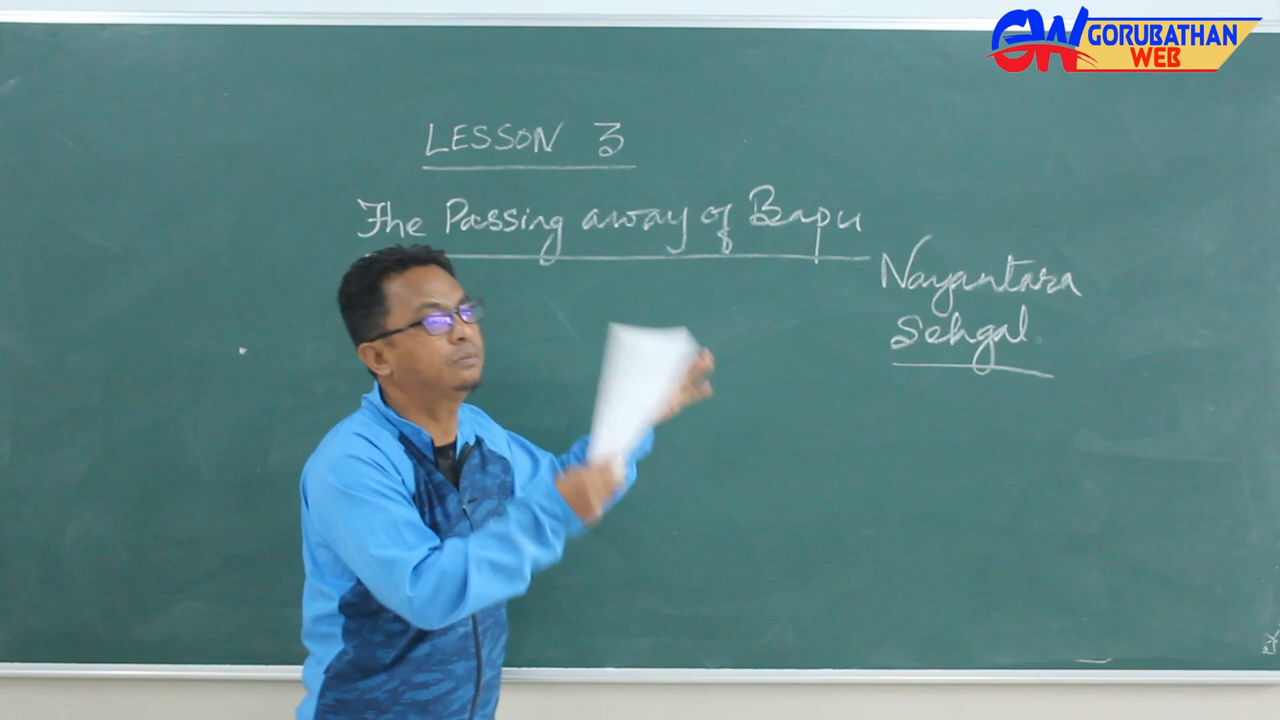 GW GORUBATHAN
WEB
LESSON 3
The Passing away of Bapu
Nayantara
Sehgal.